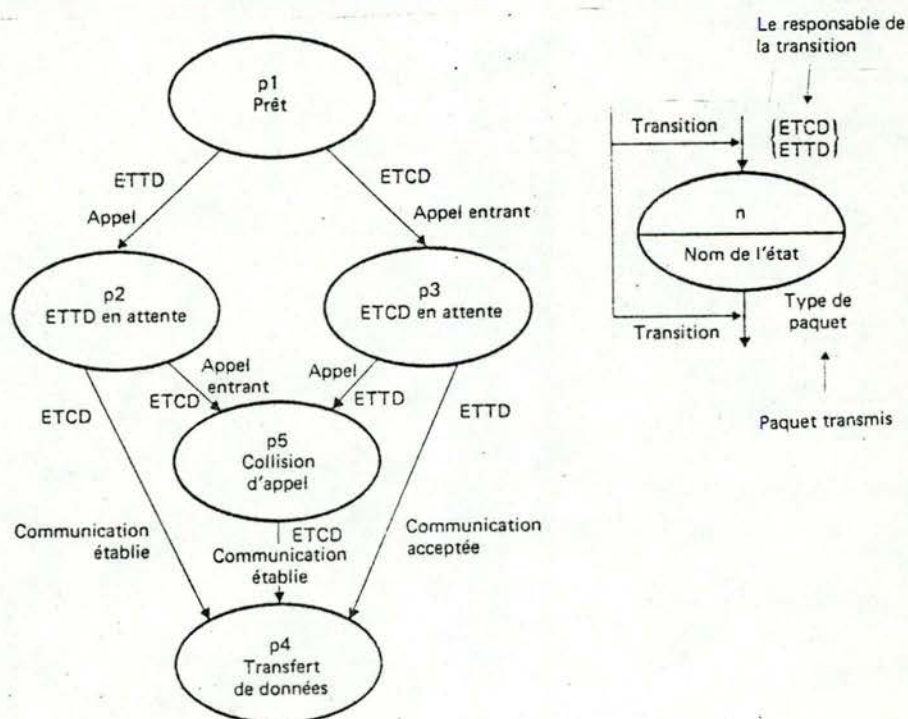 p1
Prêt
ETTD
Appel
ETCD
Appel entrant
p2
ETTD en attente
p3
ETCD en attente
ETCD
Appel
entrant
ETCD
Appel
ETTD
ETTD
p5
Collision
d'appel
Communication
établie
ETCD
Communication
établie
Communication
acceptée
p4
Transfert
de données
Le responsable de
la transition
Transition
{ETCD}
{ETTD}
n
Nom de l'état
Transition
Type de
paquet
Paquet transmis